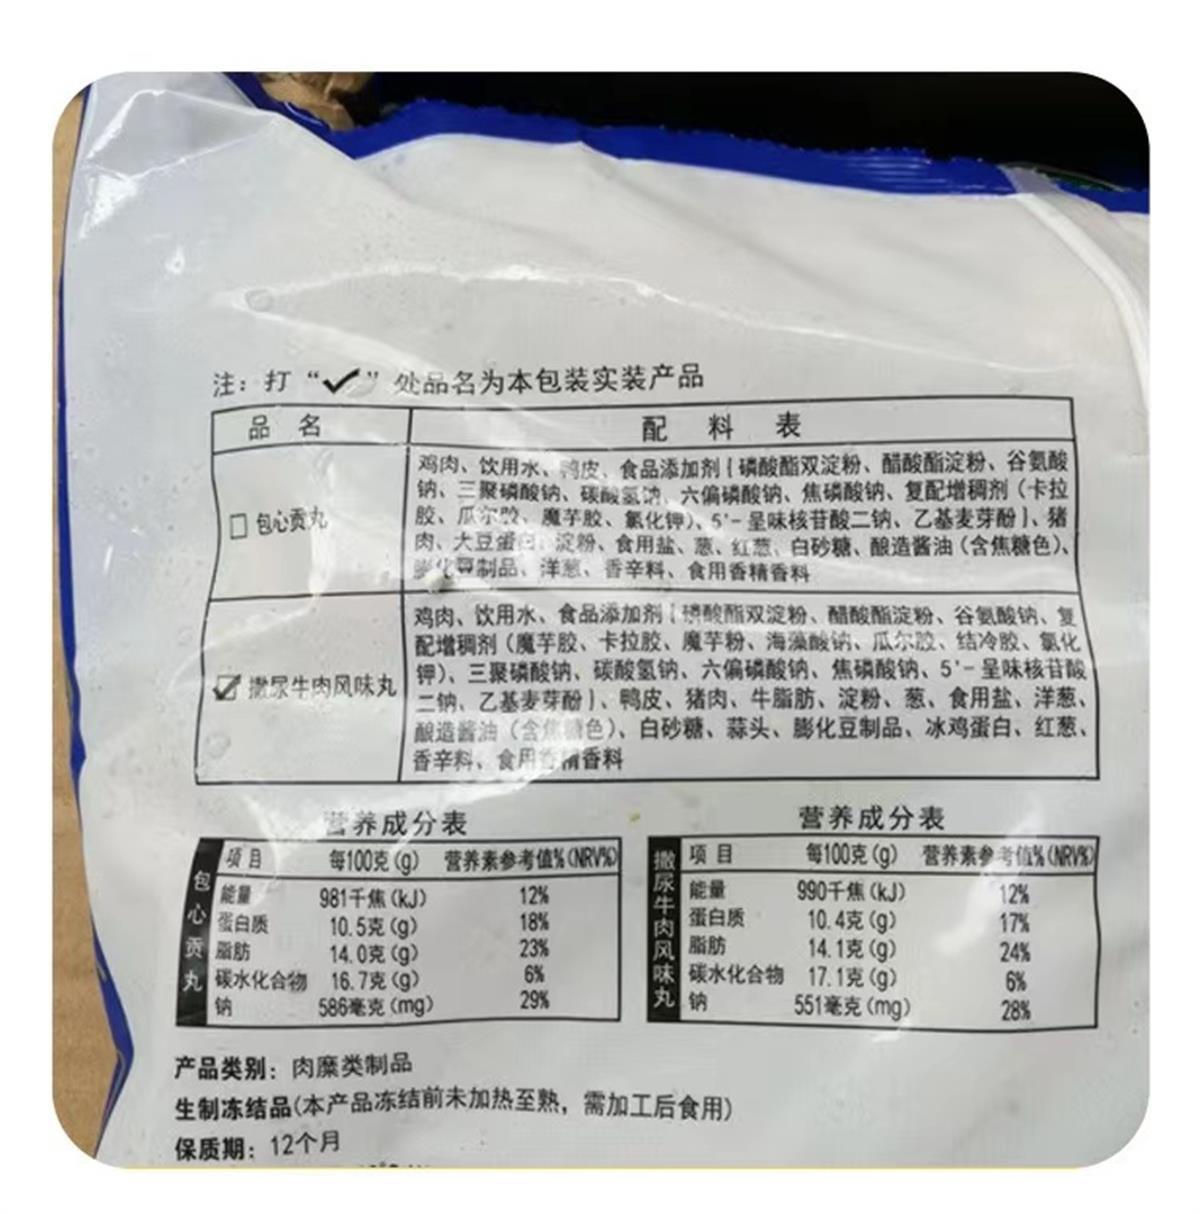 注：打“✓”处品名为本包装实装产品
品 名 配 料 表
□ 包心贡丸
鸡肉、饮用水、鸭皮、食品添加剂［磷酸酯双淀粉、醋酸酯淀粉、谷氨酸
钠、三聚磷酸钠、碳酸氢钠、六偏磷酸钠、焦磷酸钠、复配增稠剂（卡拉
胶、瓜尔胶、魔芋胶、氯化钾）、5'-呈味核苷酸二钠、乙基麦芽酚］、猪
肉、大豆蛋白、淀粉、食用盐、葱、红葱、白砂糖、酿造酱油（含焦糖色）、
膨化豆制品、洋葱、香辛料、食用香精香料
☑ 撒尿牛肉风味丸
鸡肉、饮用水、食品添加剂［磷酸酯双淀粉、醋酸酯淀粉、谷氨酸钠、复
配增稠剂（魔芋胶、卡拉胶、魔芋粉、海藻酸钠、瓜尔胶、结冷胶、氯化
钾）、三聚磷酸钠、碳酸氢钠、六偏磷酸钠、焦磷酸钠、5'-呈味核苷酸
二钠、乙基麦芽酚］、鸭皮、猪肉、牛脂肪、淀粉、葱、食用盐、洋葱、
酿造酱油（含焦糖色）、白砂糖、蒜头、膨化豆制品、冰鸡蛋白、红葱、
香辛料、食用香精香料
营养成分表
包心贡丸
项目 每100克(g) 营养素参考值%(NRV%)
能量 981千焦(kJ) 12%
蛋白质 10.5克(g) 18%
脂肪 14.0克(g) 23%
碳水化合物 16.7克(g) 6%
钠 586毫克(mg) 29%
营养成分表
撒尿牛肉风味丸
项目 每100克(g) 营养素参考值%(NRV%)
能量 990千焦(kJ) 12%
蛋白质 10.4克(g) 17%
脂肪 14.1克(g) 24%
碳水化合物 17.1克(g) 6%
钠 551毫克(mg) 28%
产品类别：肉糜类制品
生制冻结品(本产品冻结前未加热至熟，需加工后食用)
保质期：12个月